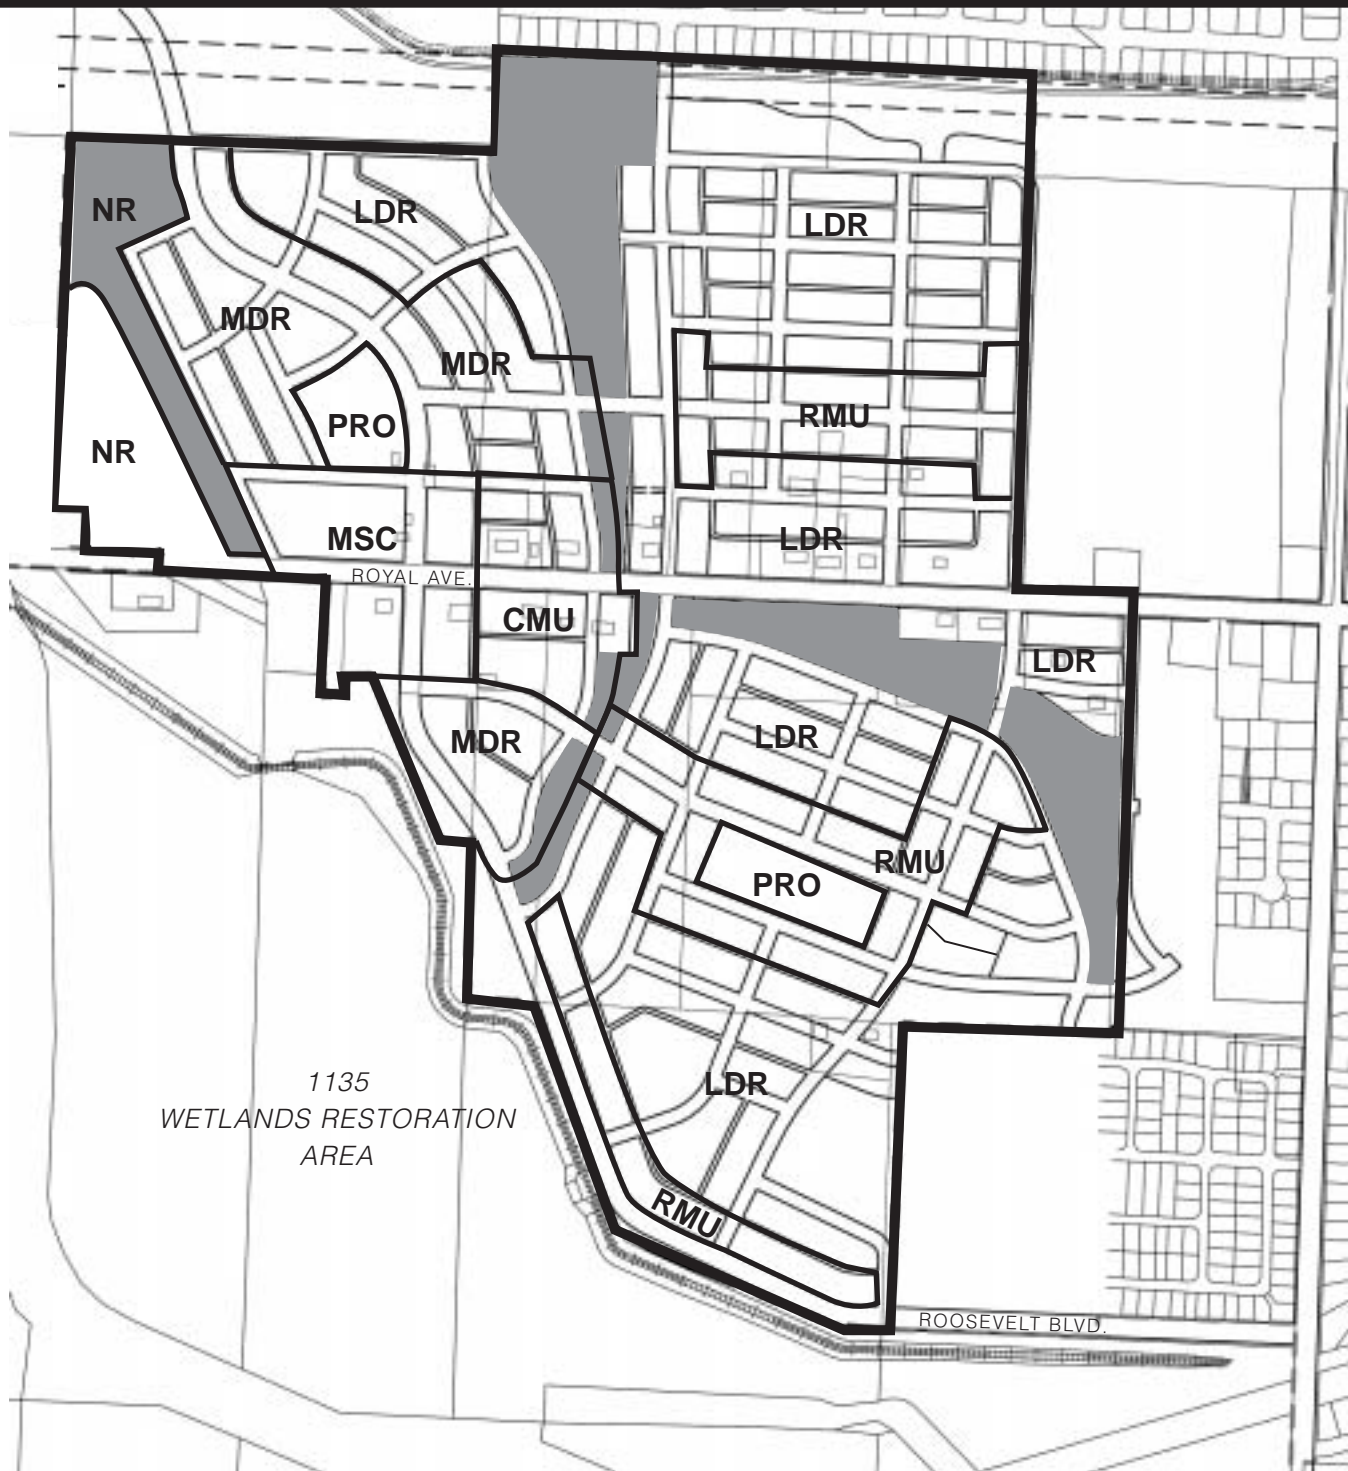 NR
LDR
LDR
MDR
MDR
PRO
RMU
NR
MSC
LDR
ROYAL AVE.
CMU
LDR
MDR
LDR
RMU
PRO
1135
WETLANDS RESTORATION
AREA
LDR
RMU
ROOSEVELT BLVD.